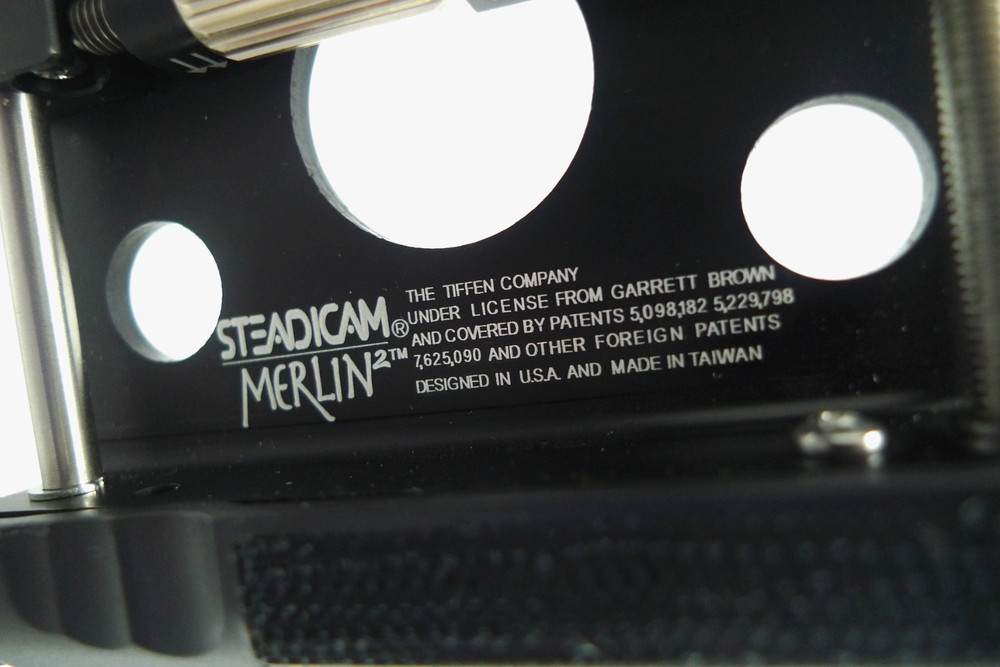 STEADICAM®
MERLIN2™
THE TIFFEN COMPANY
UNDER LICENSE FROM GARRETT BROWN
AND COVERED BY PATENTS 5,098,182 5,229,798
7,625,090 AND OTHER FOREIGN PATENTS
DESIGNED IN U.S.A. AND MADE IN TAIWAN